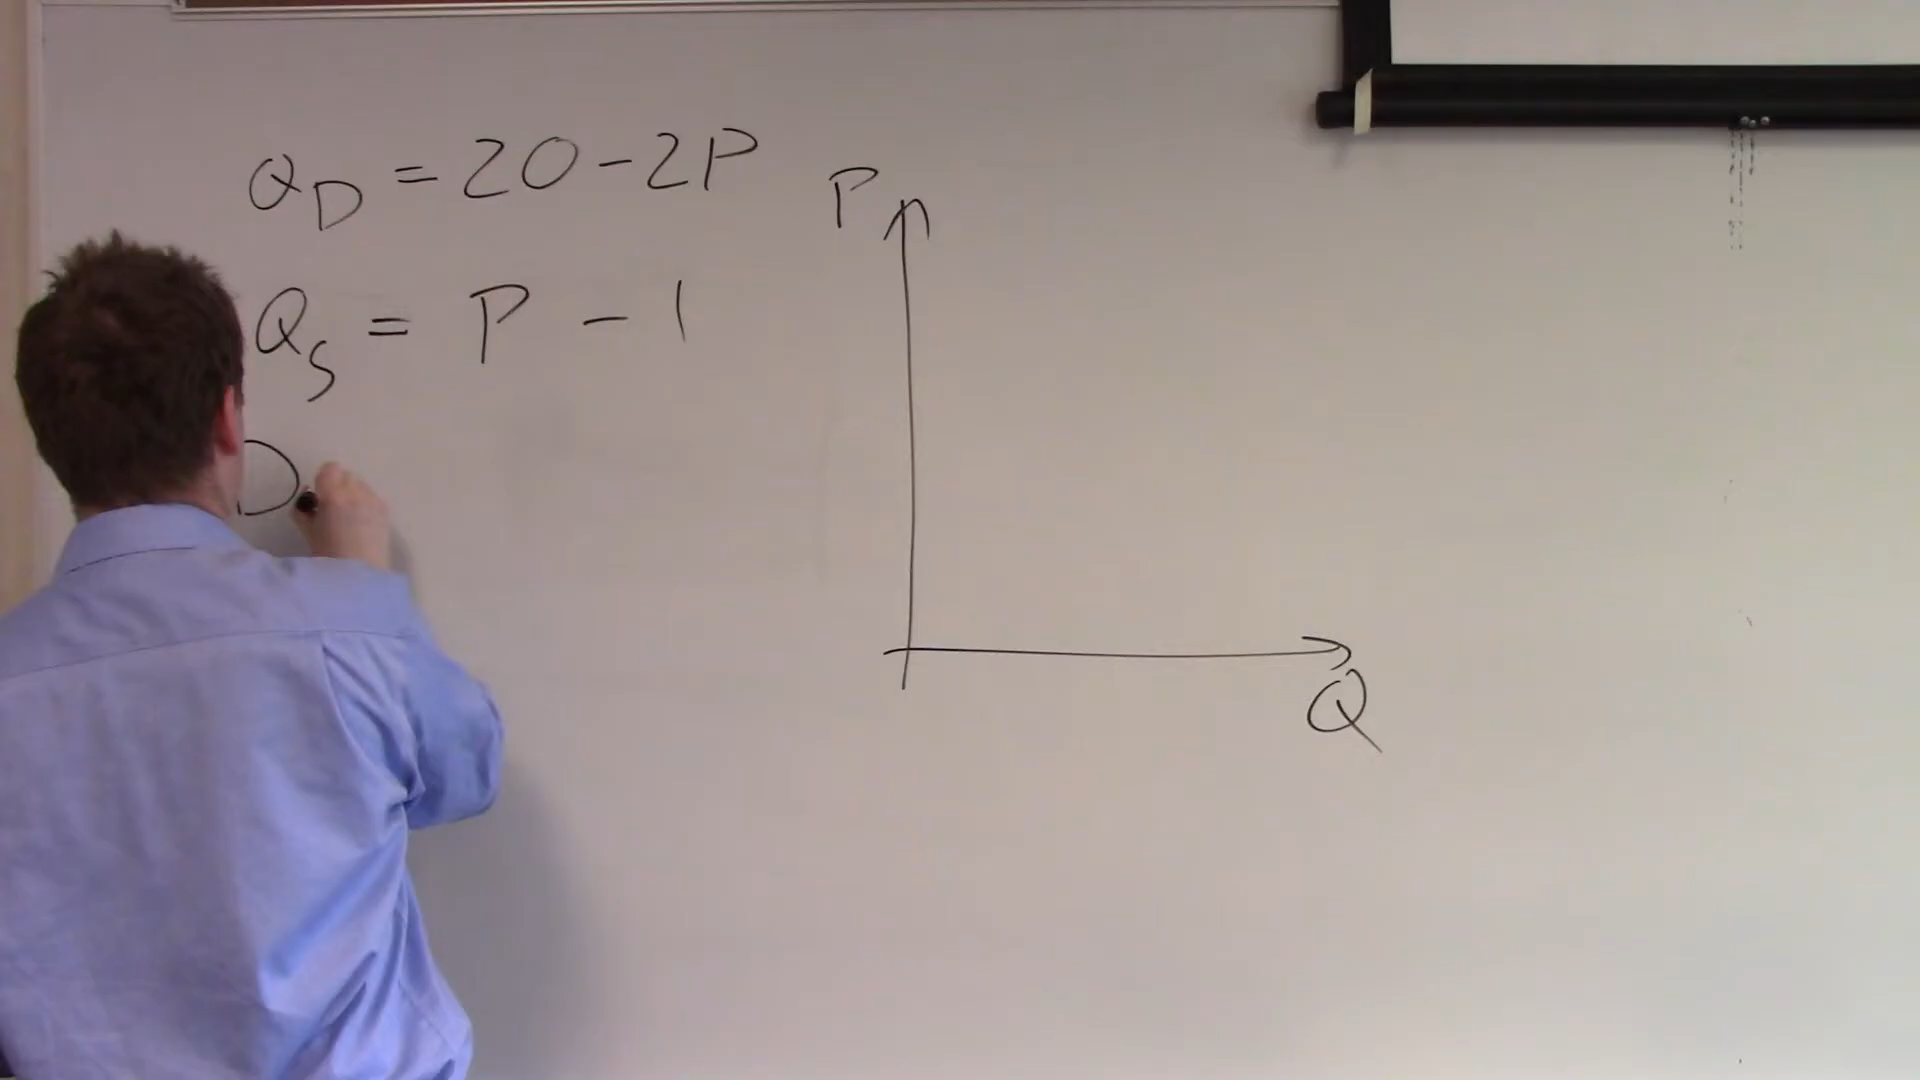 Q_D = 20 - 2P
Q_S = P - 1
D
P
Q